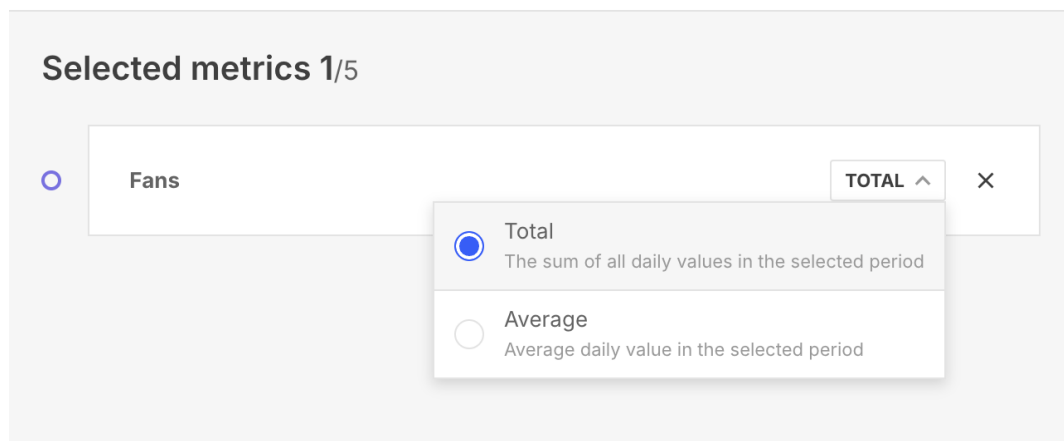 Selected metrics 1/5
Fans
TOTAL
Total
The sum of all daily values in the selected period
Average
Average daily value in the selected period